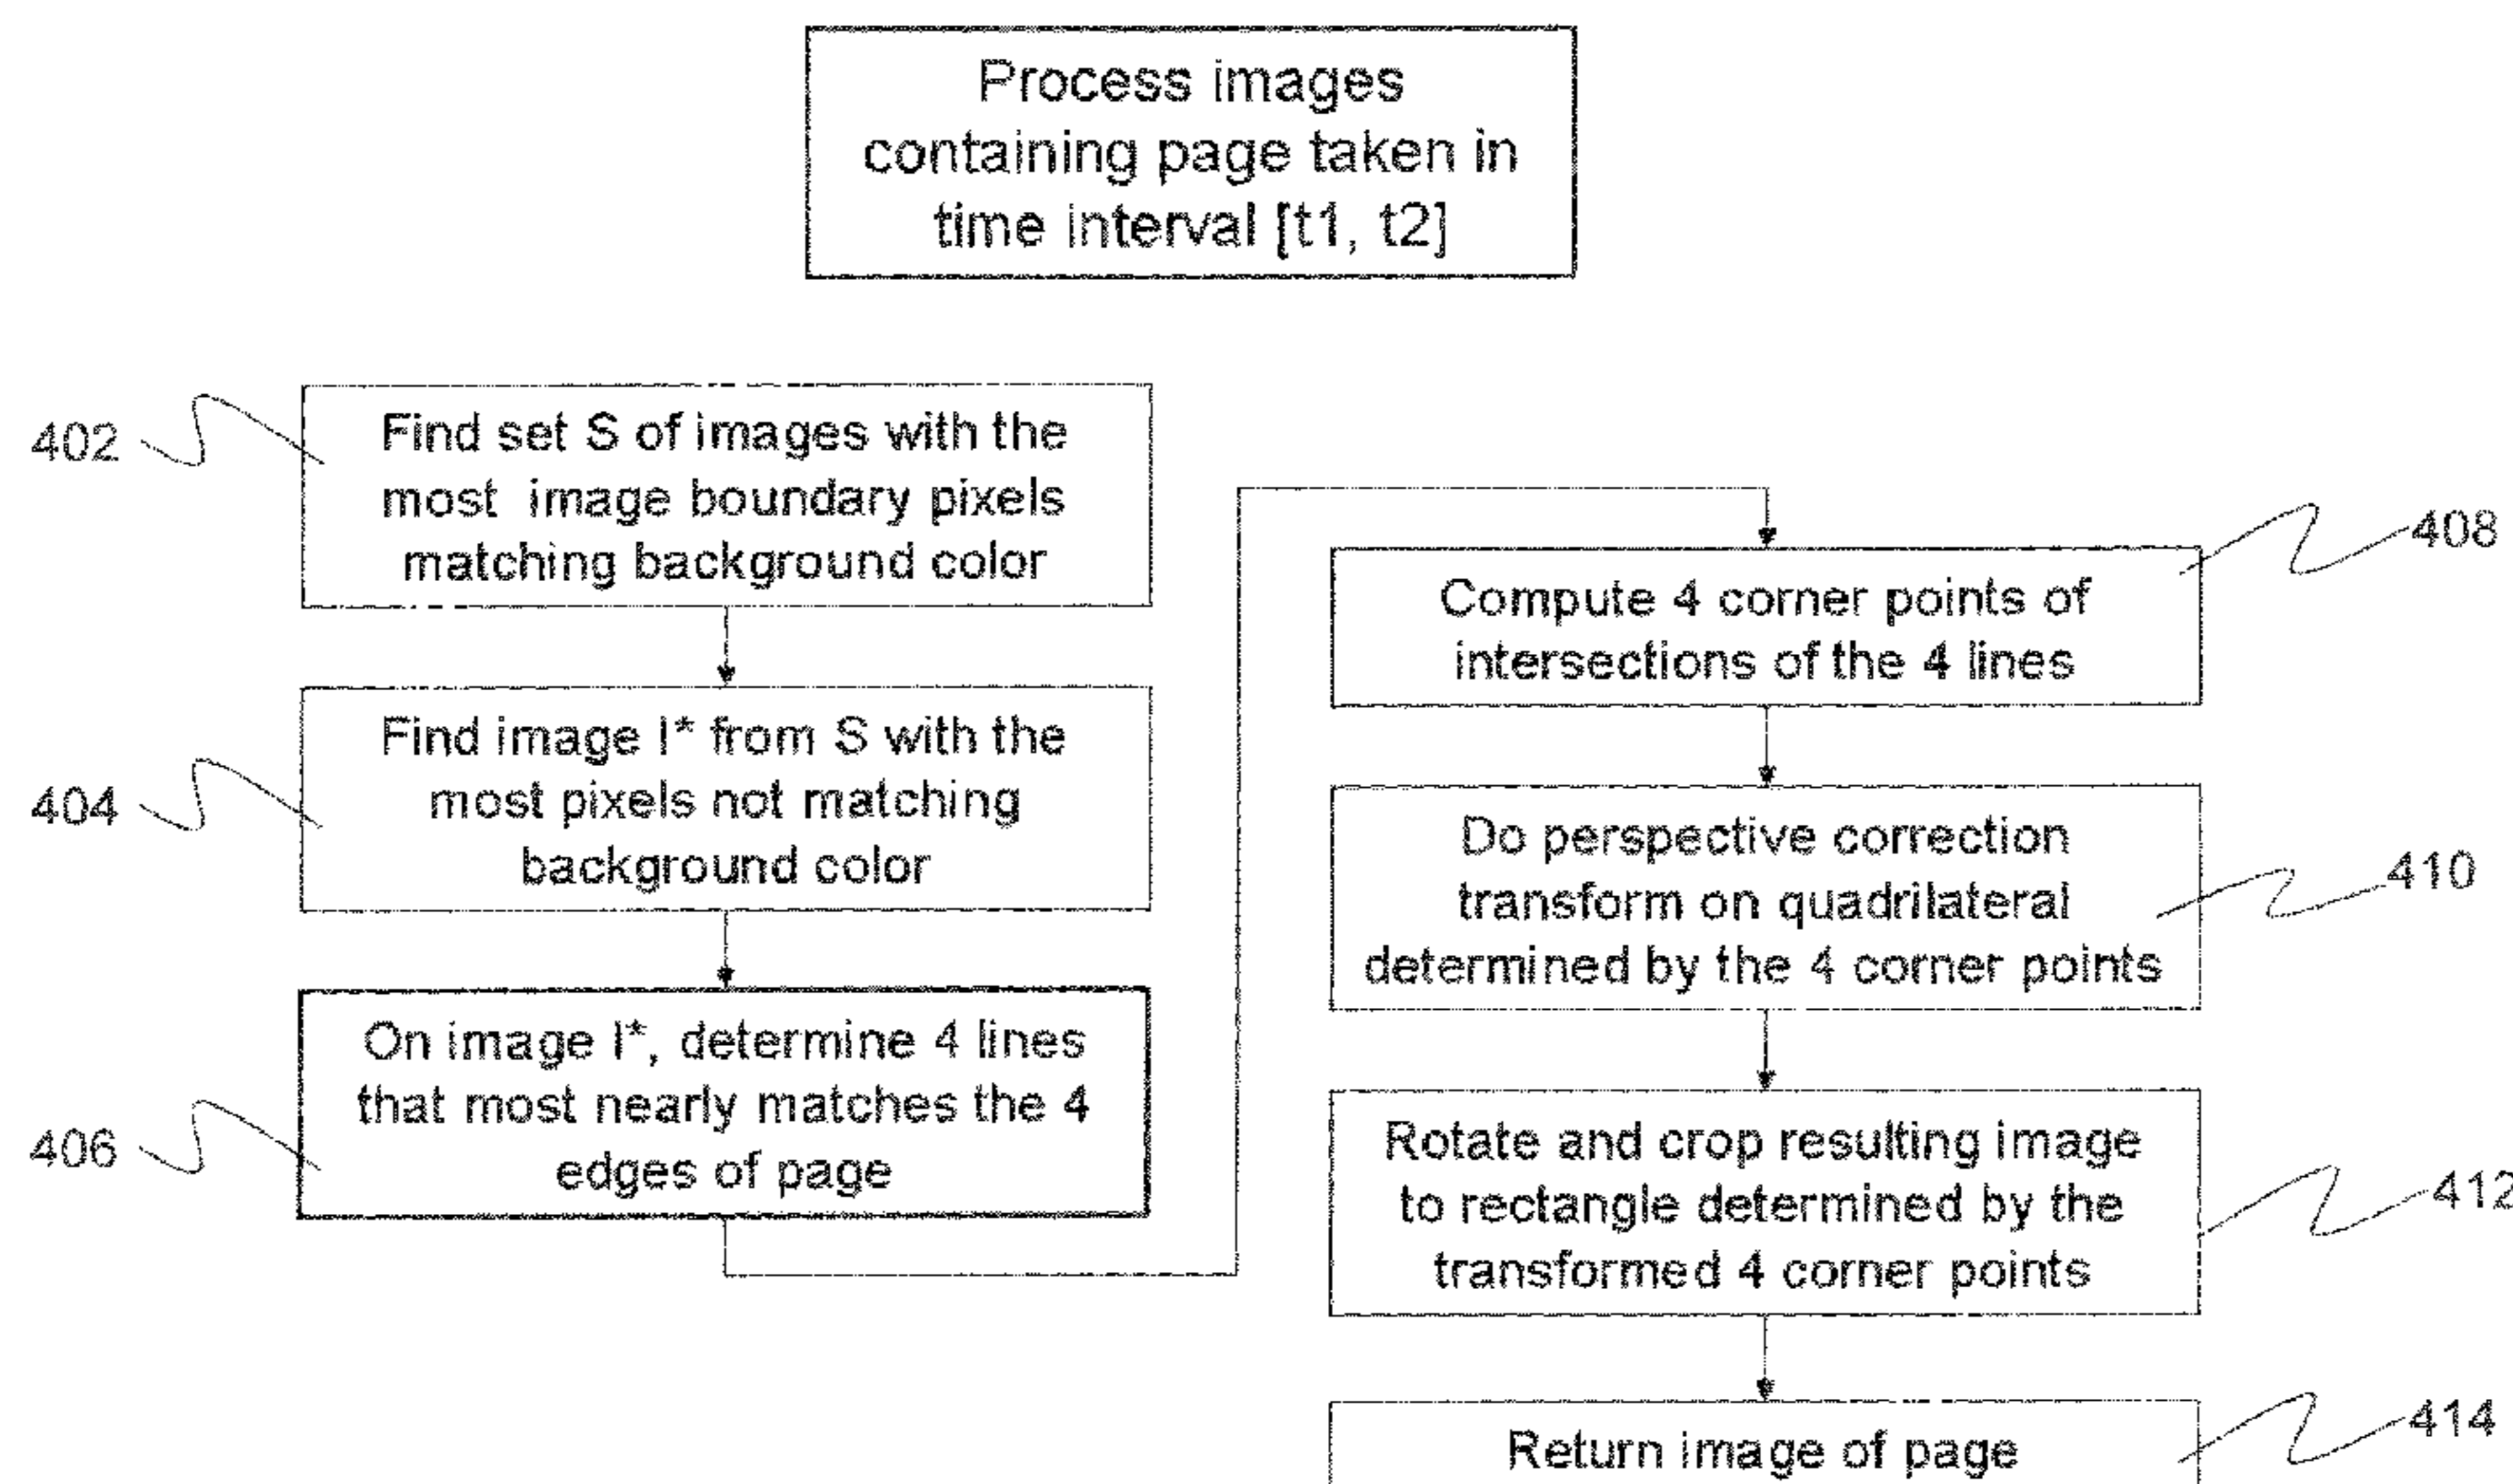 Process images
containing page taken in
time interval [t1, t2]
402
Find set S of images with the
most image boundary pixels
matching background color
404
Find image I* from S with the
most pixels not matching
background color
406
On image I*, determine 4 lines
that most nearly matches the 4
edges of page
408
Compute 4 corner points of
intersections of the 4 lines
410
Do perspective correction
transform on quadrilateral
determined by the 4 corner points
412
Rotate and crop resulting image
to rectangle determined by the
transformed 4 corner points
414
Return image of page